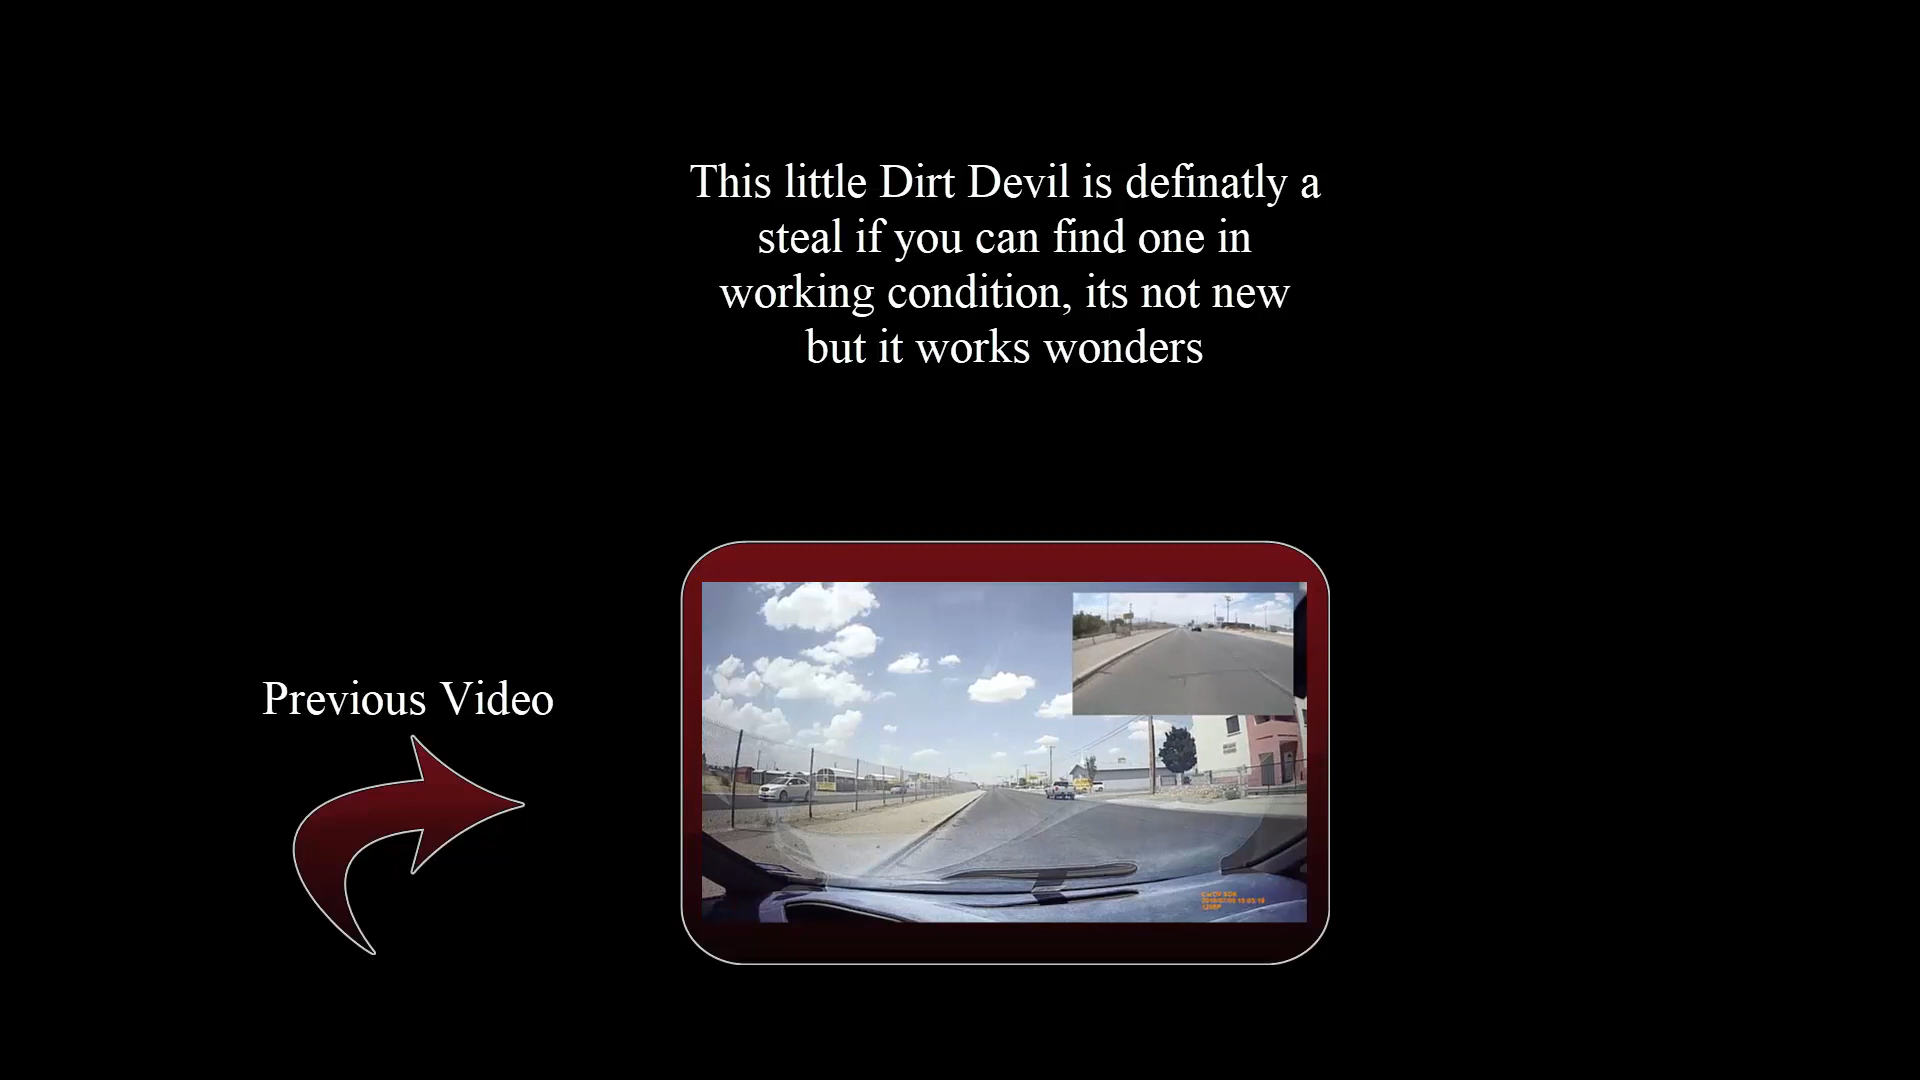 This little Dirt Devil is definatly a
steal if you can find one in
working condition, its not new
but it works wonders
Previous Video